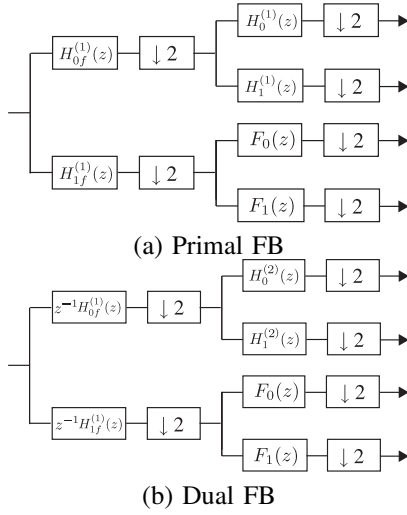 H_0^{(1)}(z) ↓2
H_{0f}^{(1)}(z) ↓2
H_1^{(1)}(z) ↓2
F_0(z) ↓2
H_{1f}^{(1)}(z) ↓2
F_1(z) ↓2
(a) Primal FB
H_0^{(2)}(z) ↓2
z^{-1}H_{0f}^{(1)}(z) ↓2
H_1^{(2)}(z) ↓2
F_0(z) ↓2
z^{-1}H_{1f}^{(1)}(z) ↓2
F_1(z) ↓2
(b) Dual FB